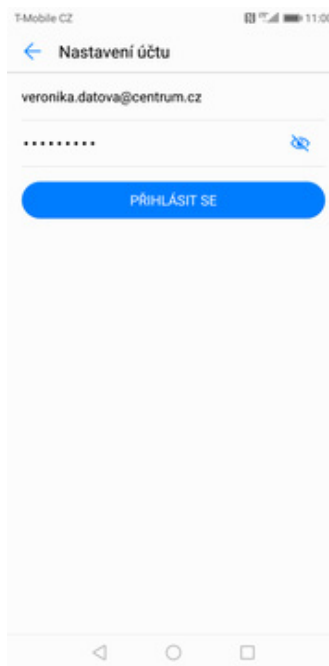 T-Mobile CZ 11:00
Nastavení účtu
veronika.datova@centrum.cz
•••••••••
PŘIHLÁSIT SE